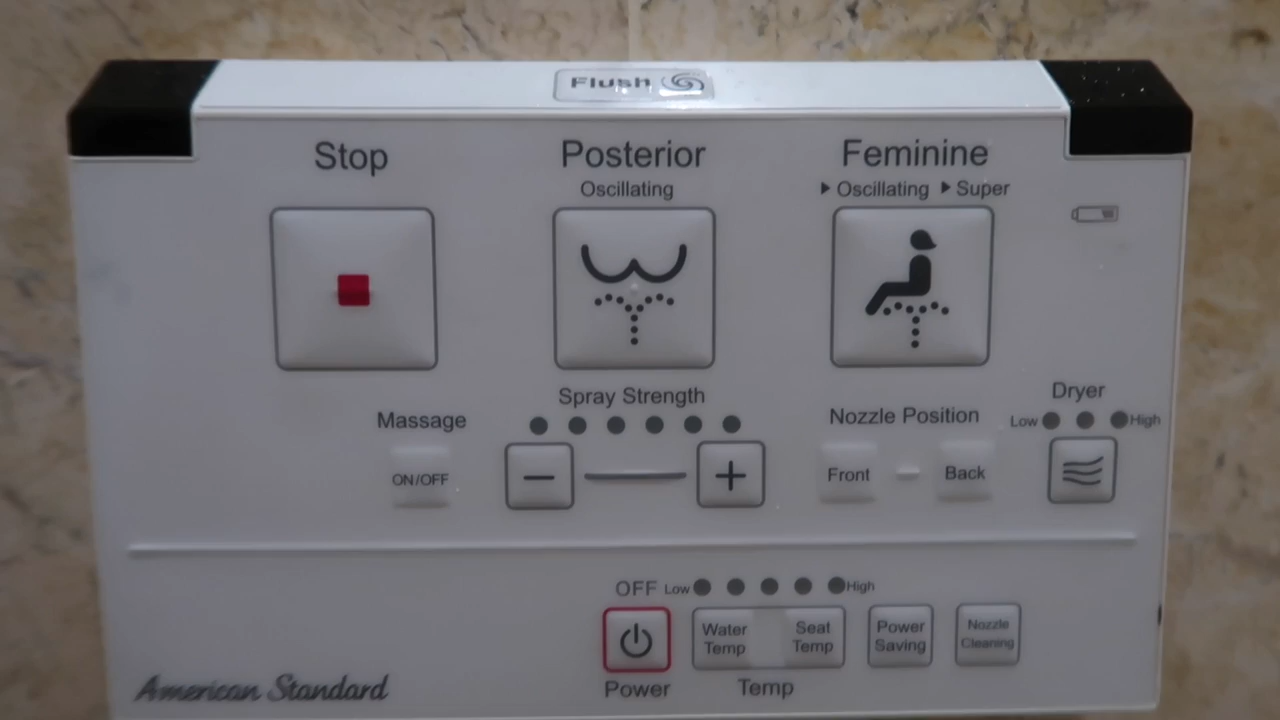 Flush
Stop
Posterior
Feminine
Oscillating
Oscillating Super
Spray Strength
Massage
Nozzle Position
Dryer
Low High
ON/OFF
− +
Front
Back
OFF Low High
Water Temp
Seat Temp
Power Saving
Nozzle Cleaning
Power
Temp
American Standard